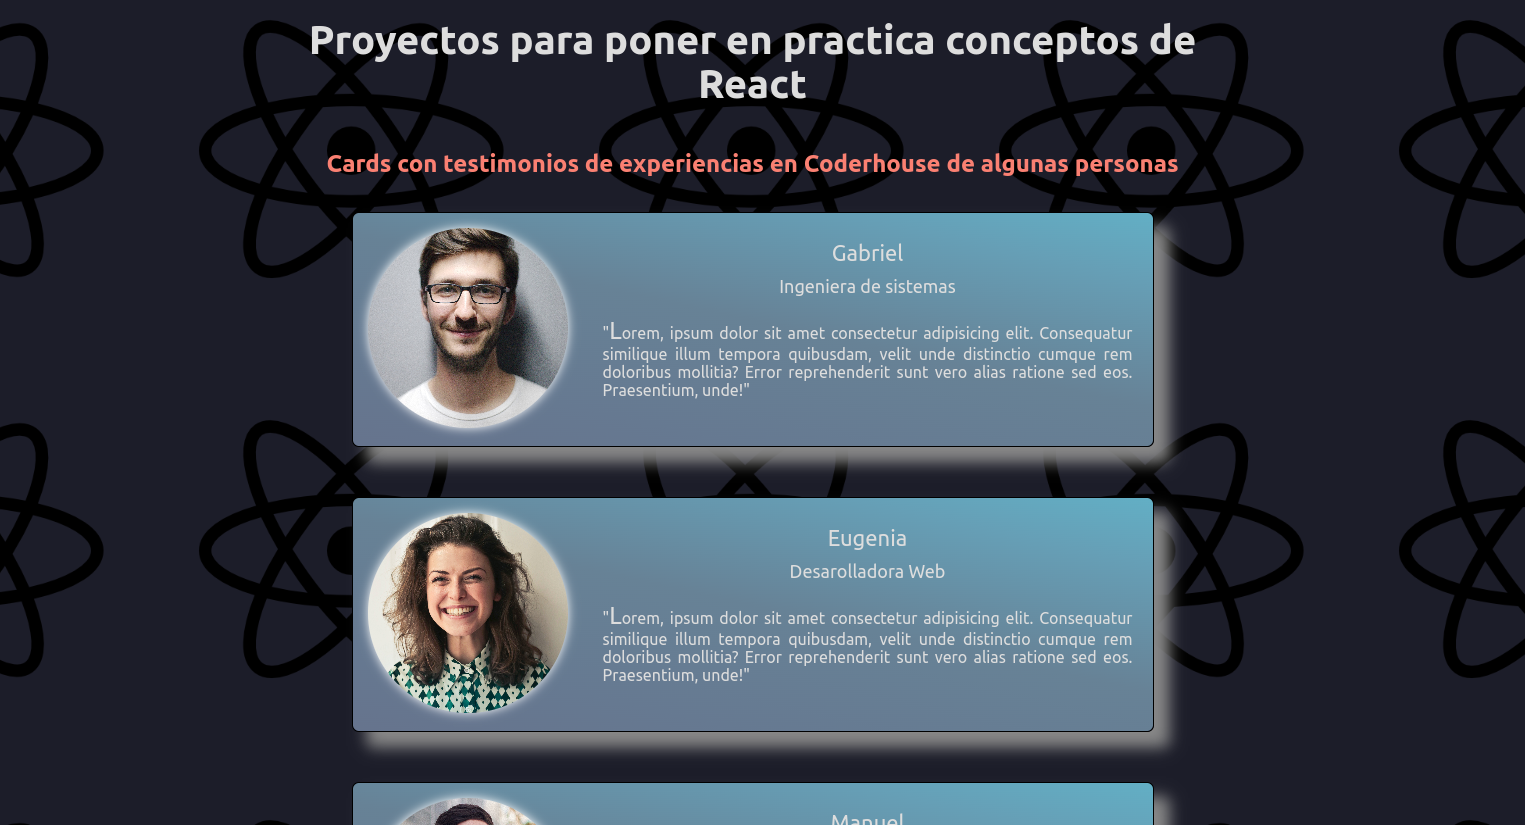 Proyectos para poner en practica conceptos de
React
Cards con testimonios de experiencias en Coderhouse de algunas personas
Gabriel
Ingeniera de sistemas
"Lorem, ipsum dolor sit amet consectetur adipisicing elit. Consequatur
similique illum tempora quibusdam, velit unde distinctio cumque rem
doloribus mollitia? Error reprehenderit sunt vero alias ratione sed eos.
Praesentium, unde!"
Eugenia
Desarolladora Web
"Lorem, ipsum dolor sit amet consectetur adipisicing elit. Consequatur
similique illum tempora quibusdam, velit unde distinctio cumque rem
doloribus mollitia? Error reprehenderit sunt vero alias ratione sed eos.
Praesentium, unde!"
Manuel